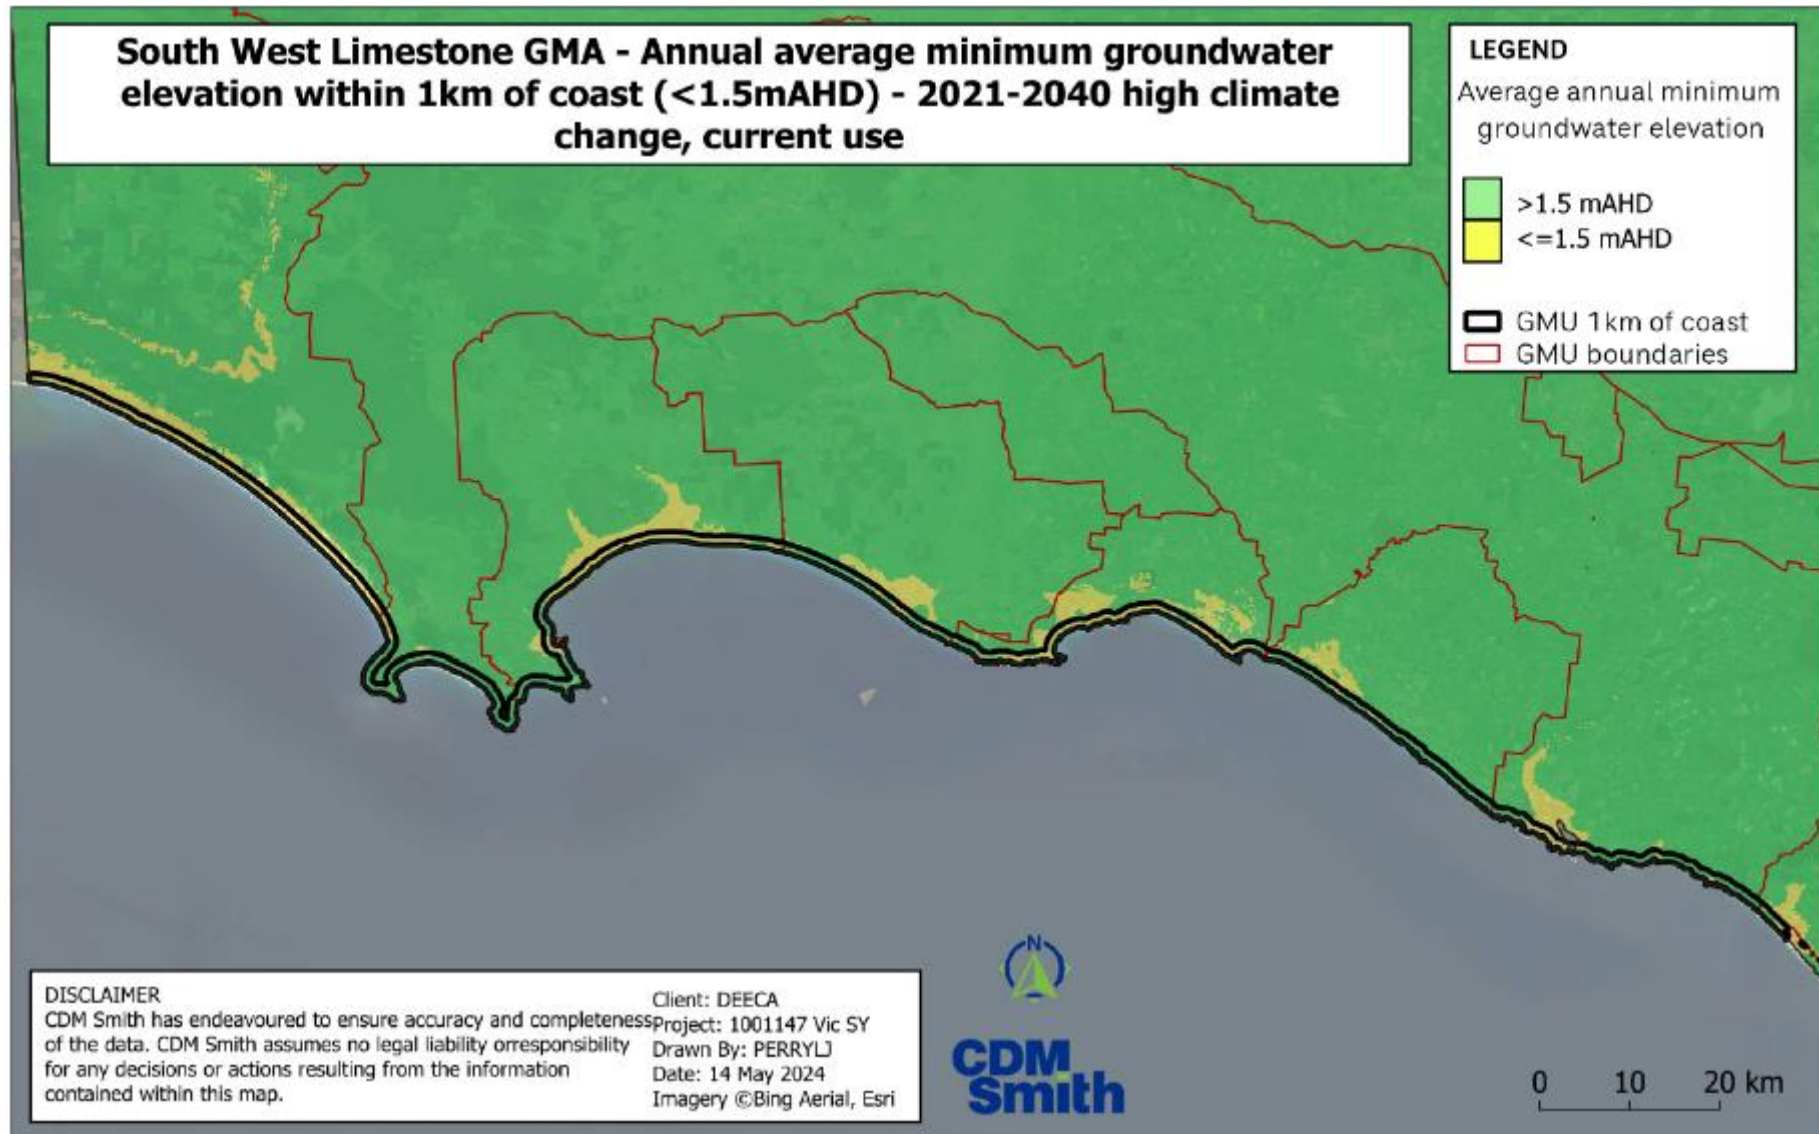 South West Limestone GMA - Annual average minimum groundwater
elevation within 1km of coast (<1.5mAHD) - 2021-2040 high climate
change, current use
LEGEND
Average annual minimum
groundwater elevation
>1.5 mAHD
<=1.5 mAHD
GMU 1km of coast
GMU boundaries
DISCLAIMER
CDM Smith has endeavoured to ensure accuracy and completeness
of the data. CDM Smith assumes no legal liability orresponsibility
for any decisions or actions resulting from the information
contained within this map.
Client: DEECA
Project: 1001147 Vic SY
Drawn By: PERRYLJ
Date: 14 May 2024
Imagery ©Bing Aerial, Esri
N
CDM
Smith
0 10 20 km